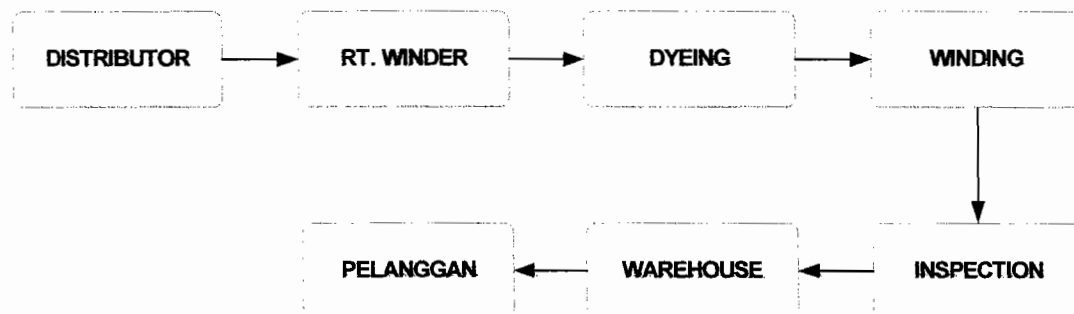 DISTRIBUTOR
RT. WINDER
DYEING
WINDING
INSPECTION
WAREHOUSE
PELANGGAN